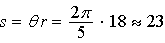 s = θr = 2π/5 · 18 ≈ 23